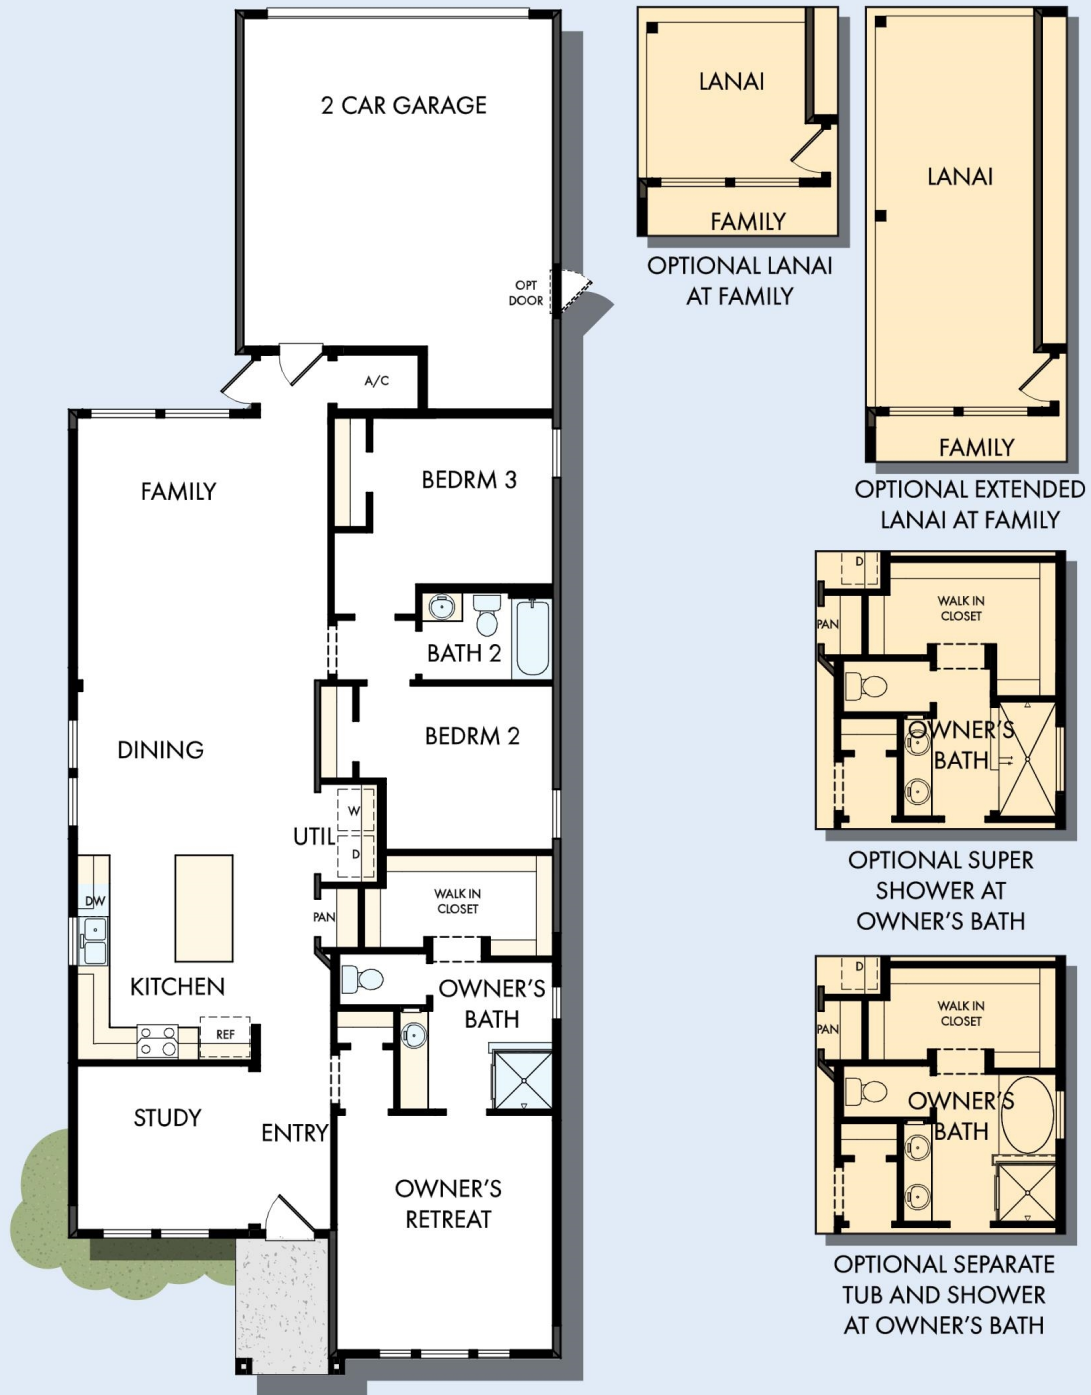 2 CAR GARAGE
OPT
DOOR
A/C
FAMILY
BEDRM 3
BATH 2
DINING
BEDRM 2
W
UTIL
D
DW
PAN
WALK IN
CLOSET
KITCHEN
OWNER'S
BATH
REF
STUDY
ENTRY
OWNER'S
RETREAT
LANAI
FAMILY
OPTIONAL LANAI
AT FAMILY
LANAI
FAMILY
OPTIONAL EXTENDED
LANAI AT FAMILY
D
WALK IN
CLOSET
PAN
OWNER'S
BATH
OPTIONAL SUPER
SHOWER AT
OWNER'S BATH
D
WALK IN
CLOSET
PAN
OWNER'S
BATH
OPTIONAL SEPARATE
TUB AND SHOWER
AT OWNER'S BATH